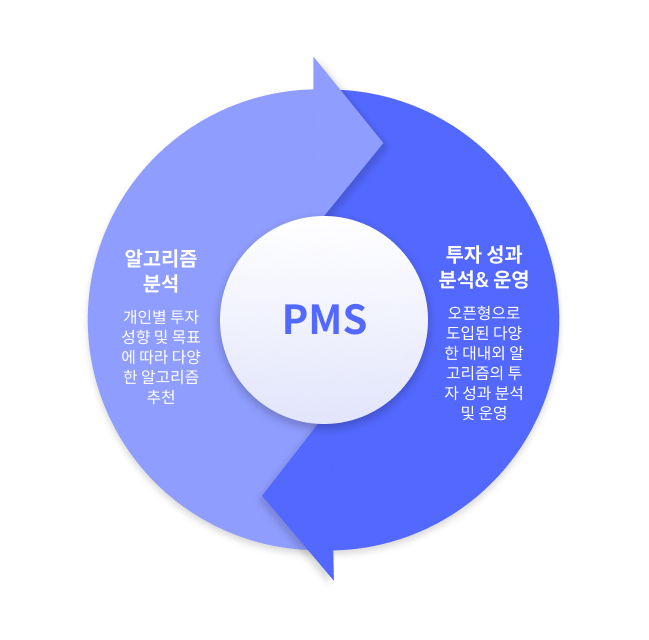 알고리즘
분석
개인별 투자
성향 및 목표
에 따라 다양
한 알고리즘
추천
PMS
투자 성과
분석& 운영
오픈형으로
도입된 다양
한 대내외 알
고리즘의 투
자 성과 분석
및 운영